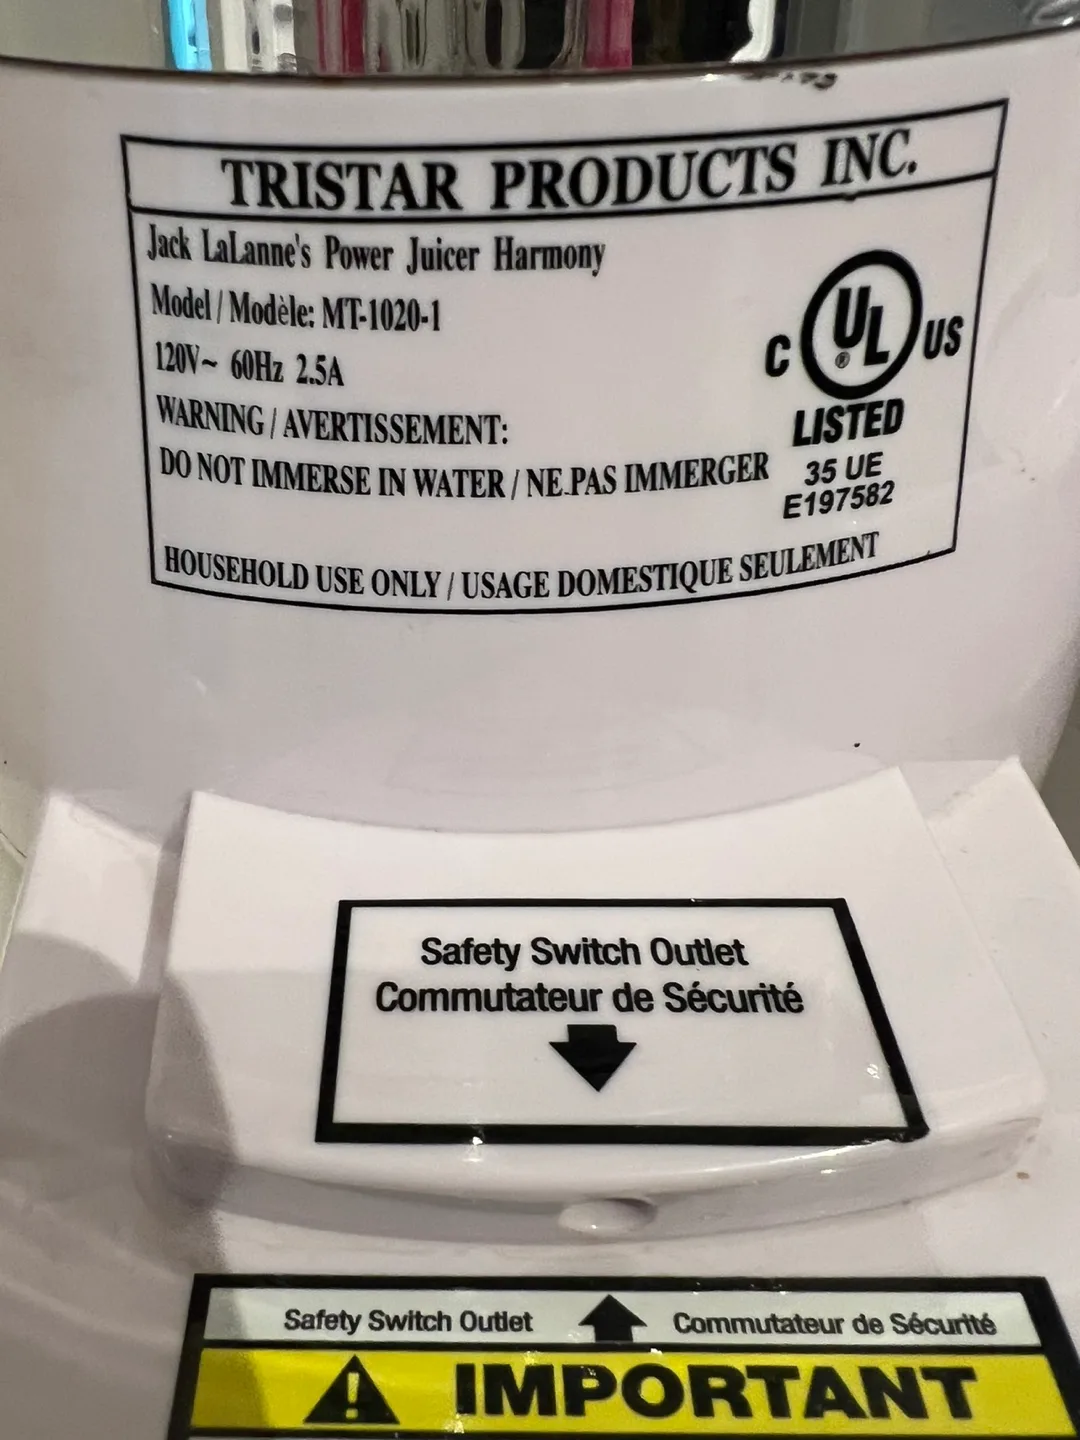 TRISTAR PRODUCTS INC.
Jack LaLanne's Power Juicer Harmony
Model / Modèle: MT-1020-1
120V~ 60Hz 2.5A
WARNING / AVERTISSEMENT:
DO NOT IMMERSE IN WATER / NE PAS IMMERGER
HOUSEHOLD USE ONLY / USAGE DOMESTIQUE SEULEMENT
C UL ® US
LISTED
35 UE
E197582
Safety Switch Outlet
Commutateur de Sécurité
Safety Switch Outlet Commutateur de Sécurité
IMPORTANT